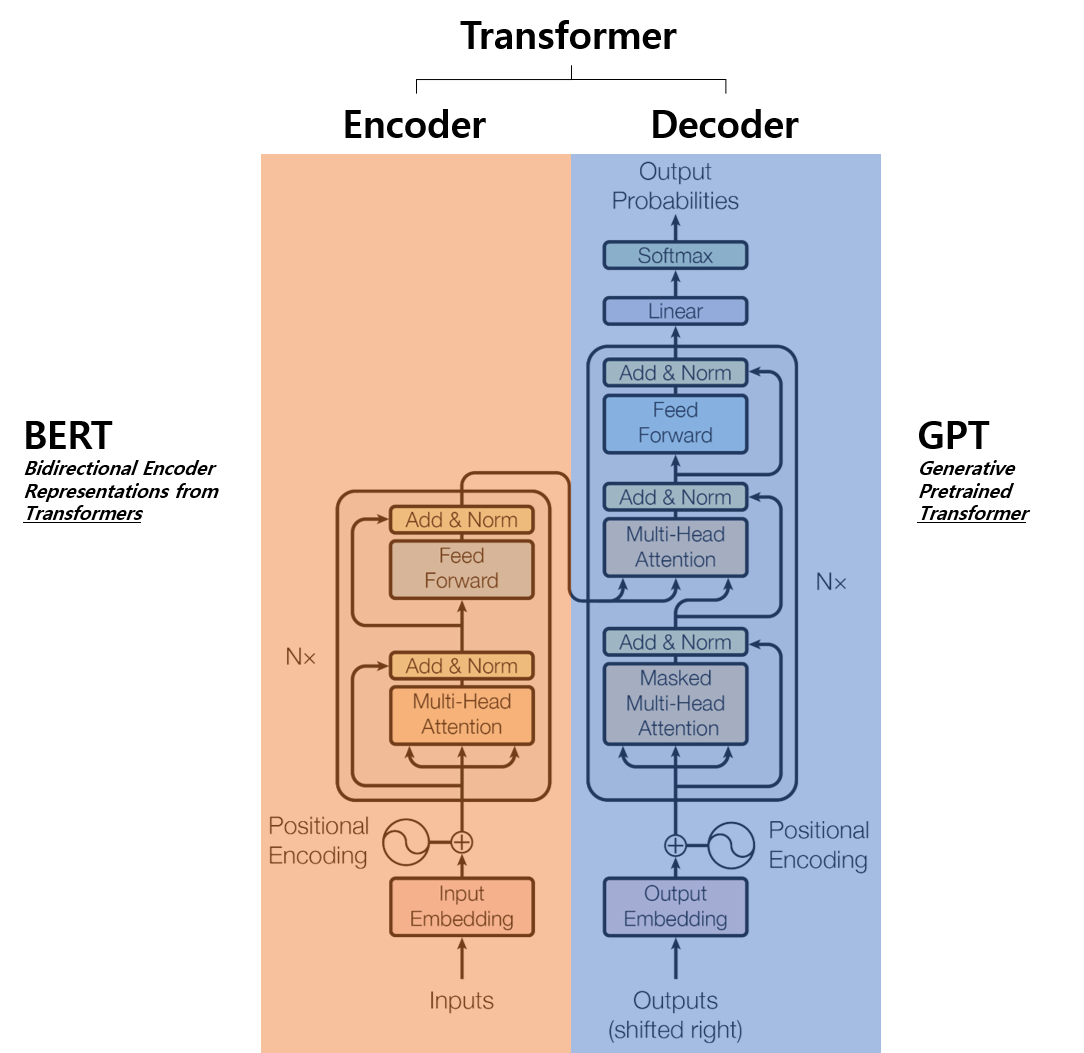 Transformer
Encoder
Decoder
BERT
Bidirectional Encoder
Representations from
Transformers
Add & Norm
Feed
Forward
Nx
Add & Norm
Multi-Head
Attention
Positional
Encoding
Input
Embedding
Inputs
Output
Probabilities
Softmax
Linear
Add & Norm
Feed
Forward
Add & Norm
Multi-Head
Attention
Nx
Add & Norm
Masked
Multi-Head
Attention
Positional
Encoding
Output
Embedding
Outputs
(shifted right)
GPT
Generative
Pretrained
Transformer